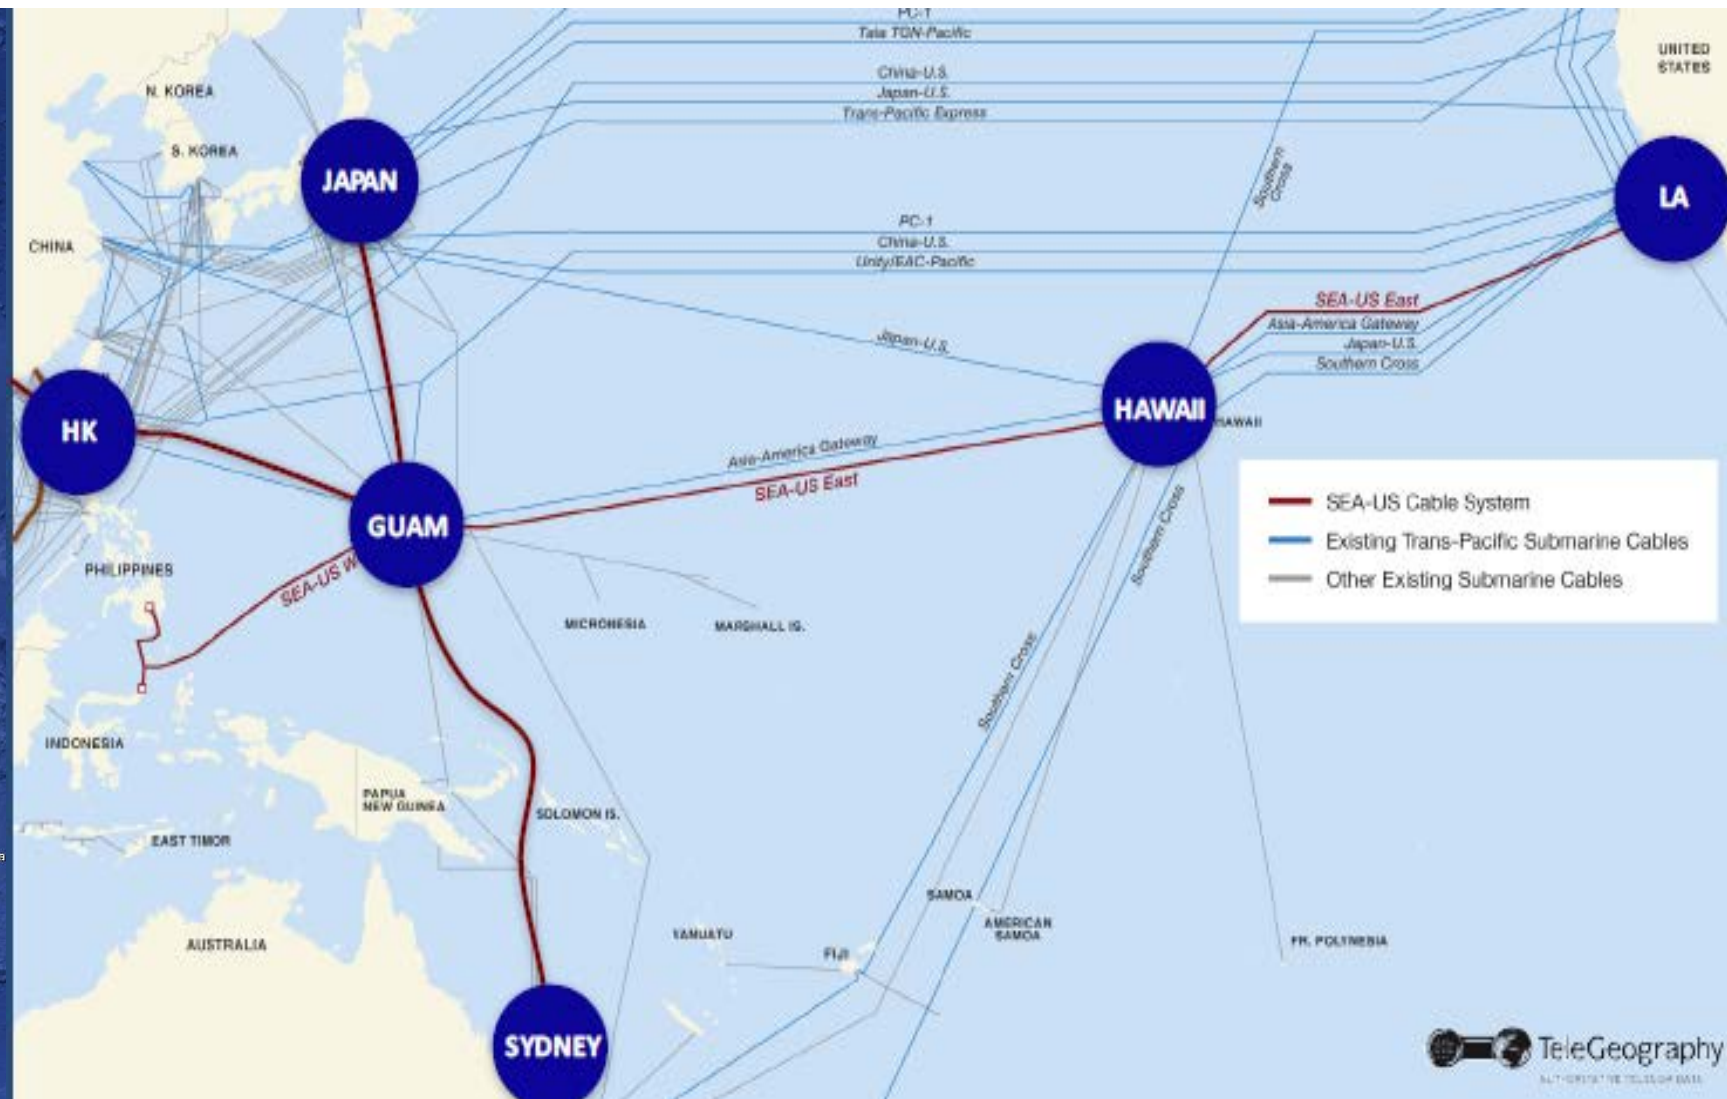 PC-1
Tata TGN-Pacific
UNITED
STATES
China-U.S.
N. KOREA
Japan-U.S.
Trans-Pacific Express
S. KOREA
JAPAN
Southern
Cross
LA
PC-1
CHINA
China-U.S.
Unity/EAC-Pacific
SEA-US East
Asia-America Gateway
Japan-U.S.
Japan-U.S.
Southern Cross
HAWAII
HAWAII
HK
Asia-America Gateway
SEA-US East
SEA-US Cable System
GUAM
Existing Trans-Pacific Submarine Cables
Southern Cross
PHILIPPINES
SEA-US W
Other Existing Submarine Cables
MICRONESIA
MARSHALL IS.
Southern Cross
INDONESIA
PAPUA
NEW GUINEA
SOLOMON IS.
EAST TIMOR
SAMOA
AMERICAN
SAMOA
VANUATU
FR. POLYNESIA
AUSTRALIA
FIJI
SYDNEY
TeleGeography